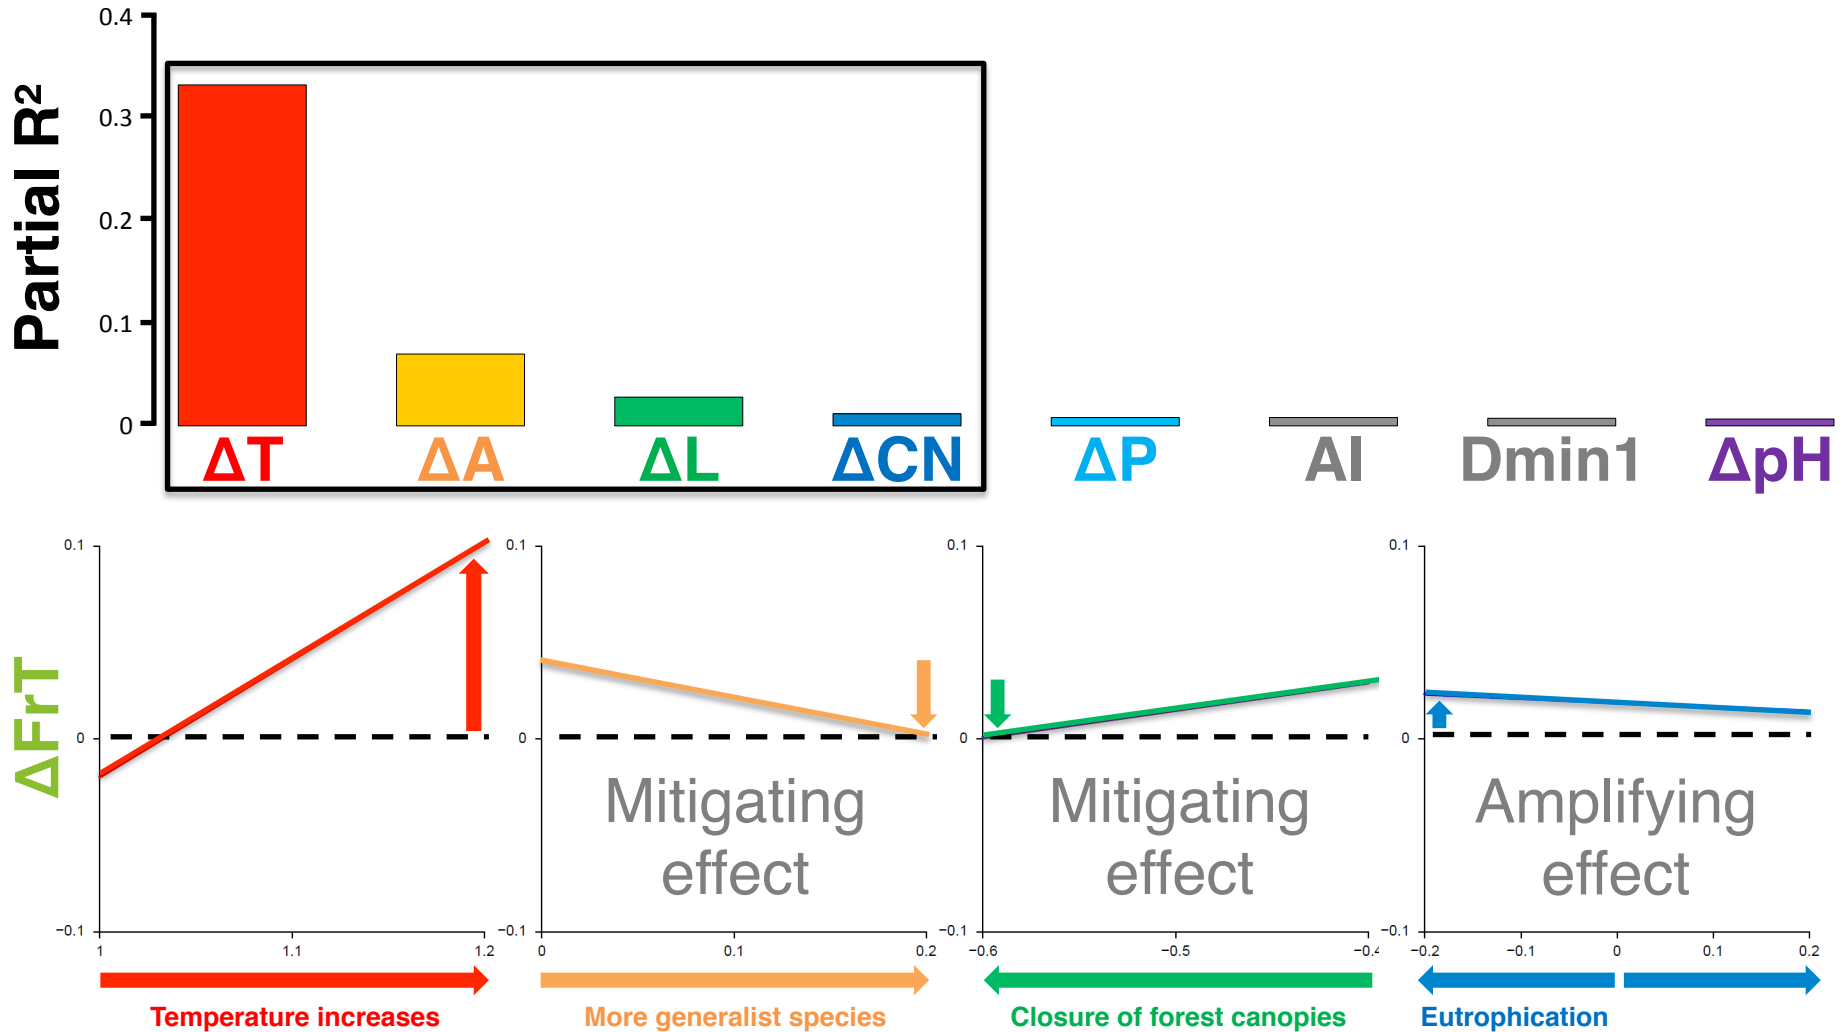 Partial R²
0.4
0.3
0.2
0.1
0
ΔT ΔA ΔL ΔCN ΔP AI Dmin1 ΔpH
ΔFrT
0.1
0
−0.1
1 1.1 1.2
Temperature increases
0.1
0
−0.1
Mitigating
effect
0 0.1 0.2
More generalist species
0.1
0
−0.1
Mitigating
effect
−0.6 −0.5 −0.4
Closure of forest canopies
0.1
0
−0.1
Amplifying
effect
−0.2 −0.1 0 0.1 0.2
Eutrophication